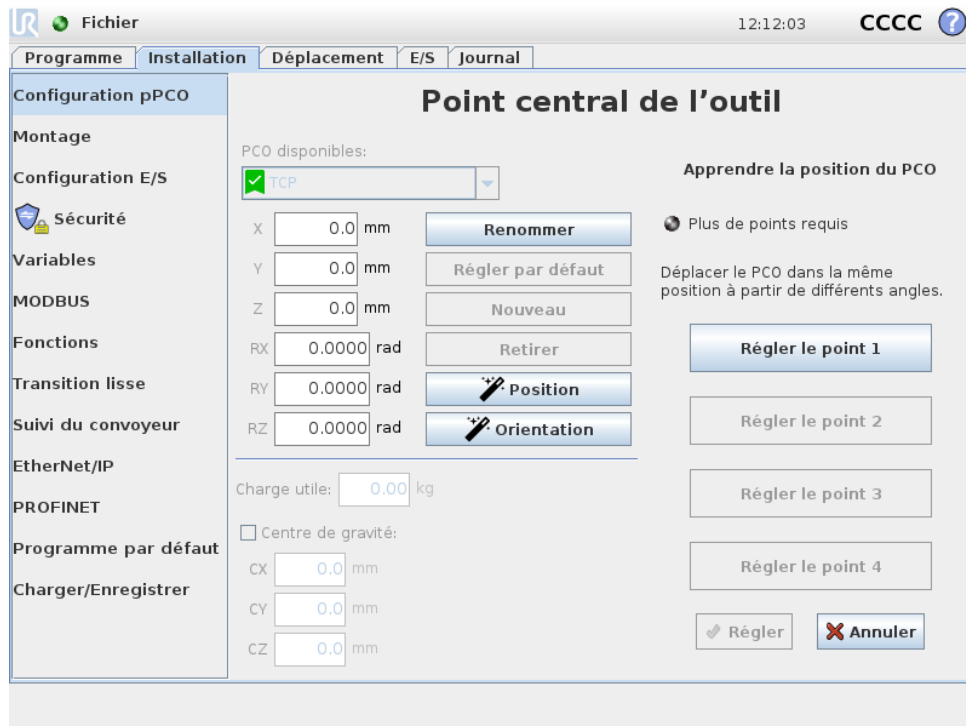 UR Fichier 12:12:03 CCCC ?
Programme Installation Déplacement E/S Journal
Configuration pPCO
Montage
Configuration E/S
Sécurité
Variables
MODBUS
Fonctions
Transition lisse
Suivi du convoyeur
EtherNet/IP
PROFINET
Programme par défaut
Charger/Enregistrer
Point central de l'outil
PCO disponibles:
TCP
X 0.0 mm Renommer
Y 0.0 mm Régler par défaut
Z 0.0 mm Nouveau
RX 0.0000 rad Retirer
RY 0.0000 rad Position
RZ 0.0000 rad Orientation
Charge utile: 0.00 kg
Centre de gravité:
CX 0.0 mm
CY 0.0 mm
CZ 0.0 mm
Apprendre la position du PCO
Plus de points requis
Déplacer le PCO dans la même
position à partir de différents angles.
Régler le point 1
Régler le point 2
Régler le point 3
Régler le point 4
Régler Annuler